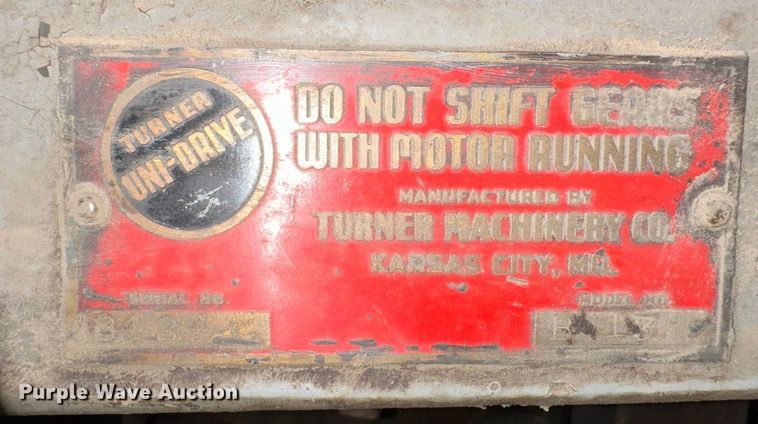 TURNER
UNI-DRIVE
DO NOT SHIFT GEARS
WITH MOTOR RUNNING
MANUFACTURED BY
TURNER MACHINERY CO.
KANSAS CITY, MO.
SERIAL NO.
MODEL NO.
Purple Wave Auction